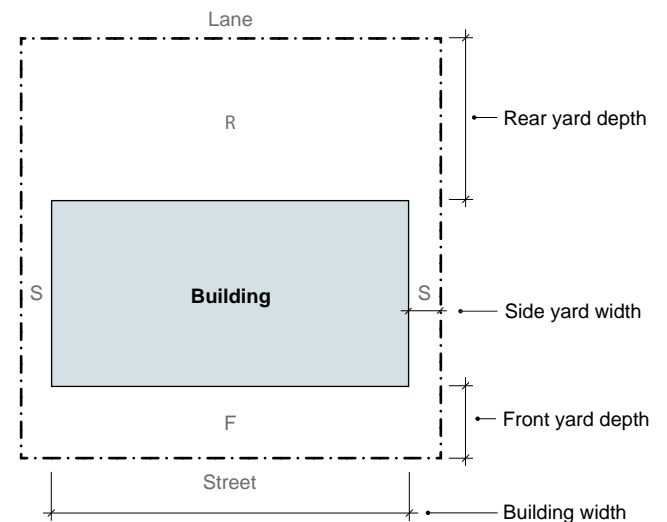 Lane
R
Rear yard depth
S
Building
S
Side yard width
F
Front yard depth
Street
Building width